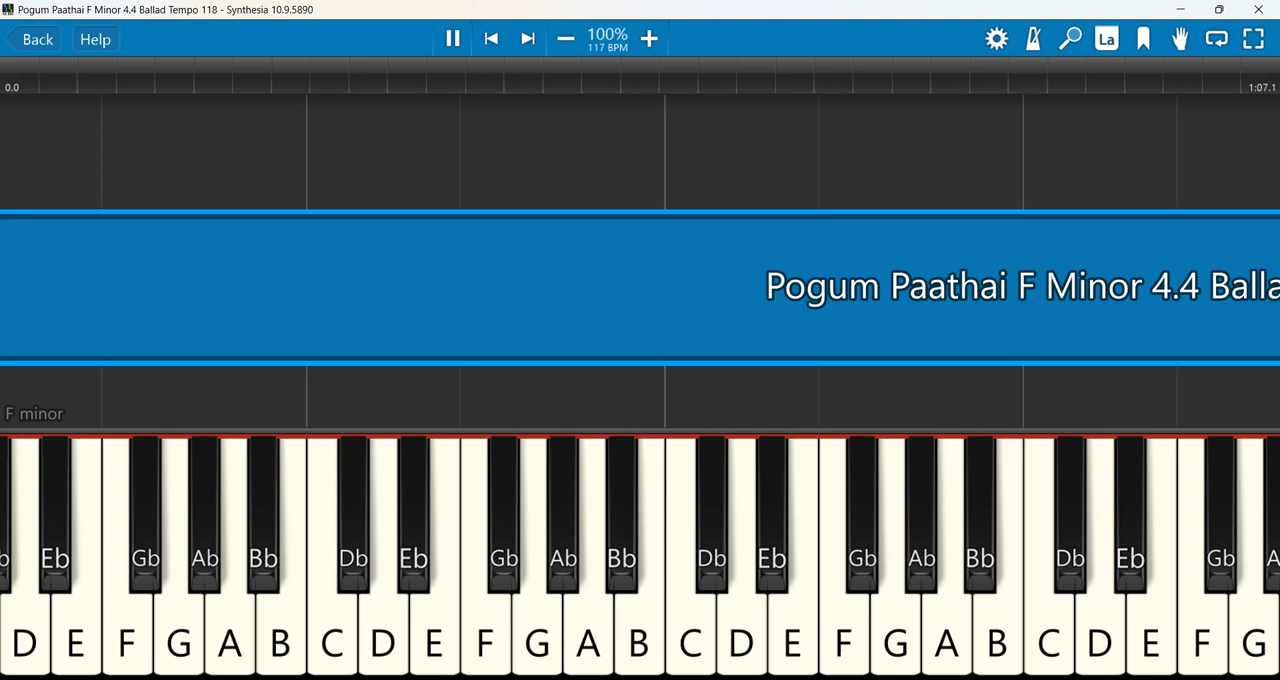 Pogum Paathai F Minor 4.4 Ballad Tempo 118 - Synthesia 10.9.5890
Back Help 100% La
117 BPM
0.0 1:07.1
Pogum Paathai F Minor 4.4 Balla
F minor
b Eb Gb Ab Bb Db Eb Gb Ab Bb Db Eb Gb Ab Bb Db Eb Gb A
D E F G A B C D E F G A B C D E F G A B C D E F G